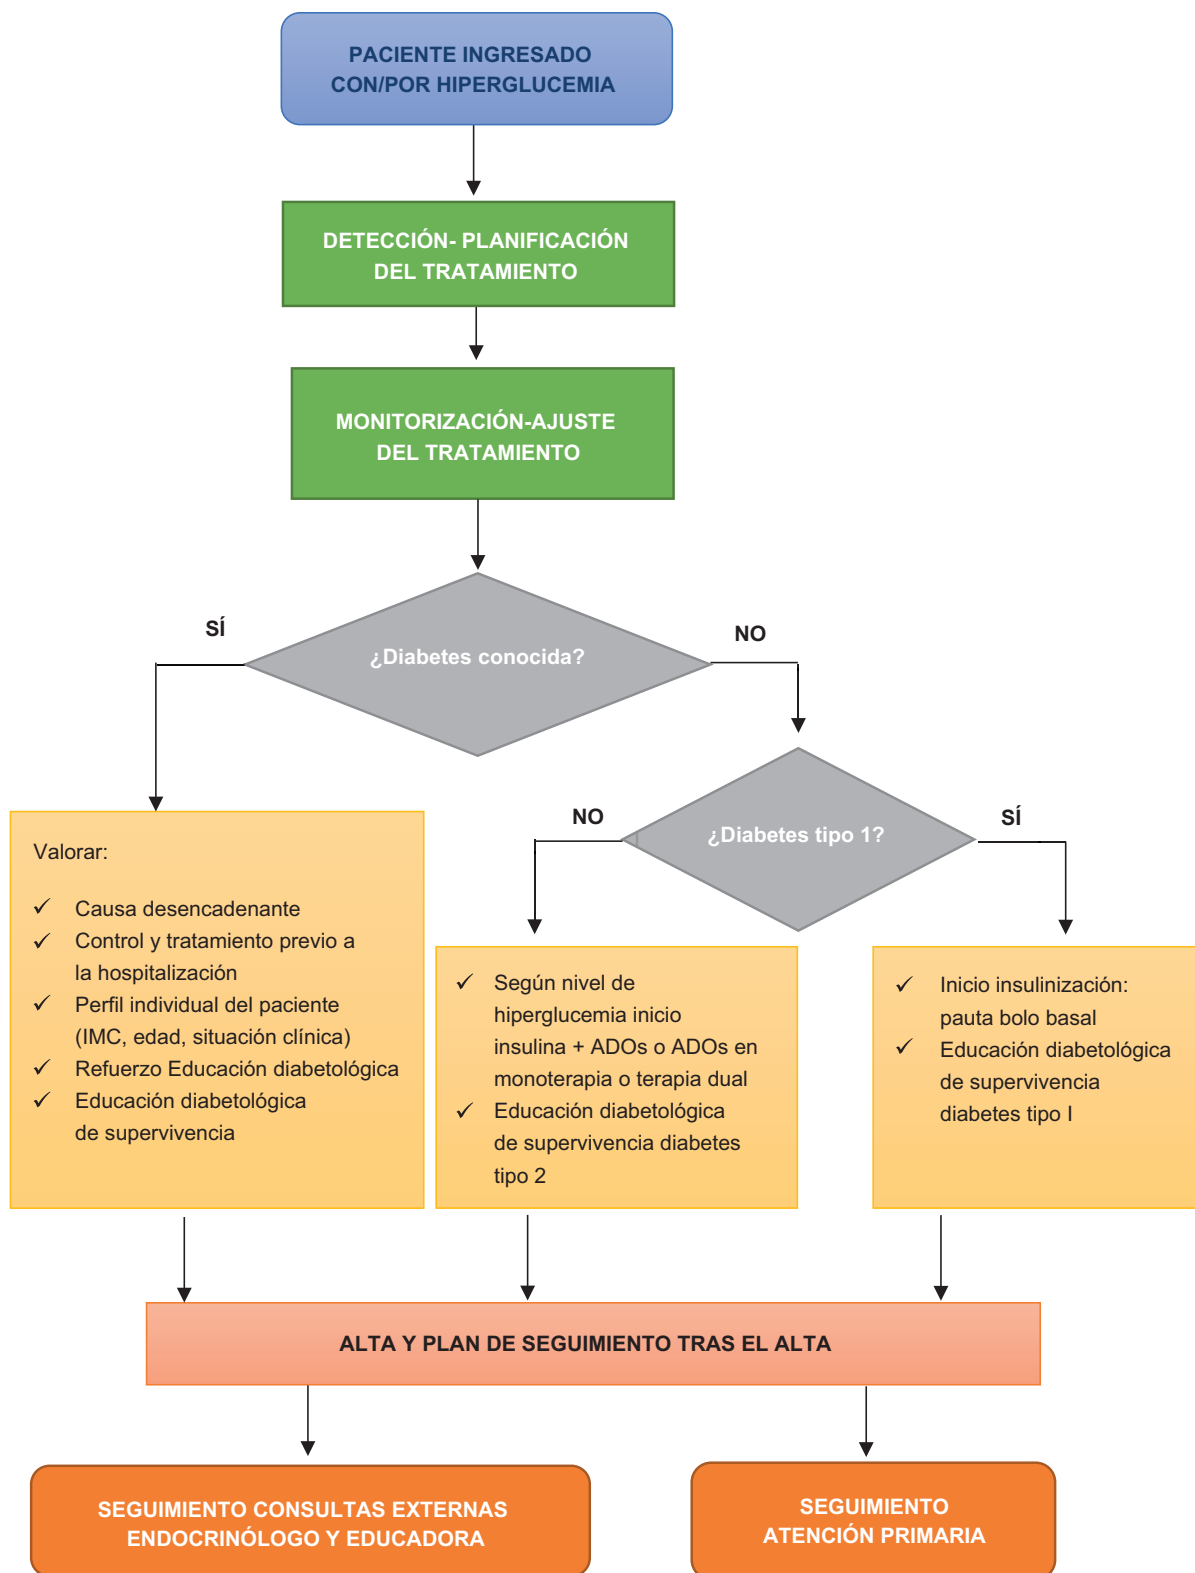 PACIENTE INGRESADO
CON/POR HIPERGLUCEMIA
DETECCIÓN- PLANIFICACIÓN
DEL TRATAMIENTO
MONITORIZACIÓN-AJUSTE
DEL TRATAMIENTO
SÍ
¿Diabetes conocida?
NO
NO
¿Diabetes tipo 1?
SÍ
Valorar:
✓ Causa desencadenante
✓ Control y tratamiento previo a
la hospitalización
✓ Perfil individual del paciente
(IMC, edad, situación clínica)
✓ Refuerzo Educación diabetológica
✓ Educación diabetológica
de supervivencia
✓ Según nivel de
hiperglucemia inicio
insulina + ADOs o ADOs en
monoterapia o terapia dual
✓ Educación diabetológica
de supervivencia diabetes
tipo 2
✓ Inicio insulinización:
pauta bolo basal
✓ Educación diabetológica
de supervivencia
diabetes tipo I
ALTA Y PLAN DE SEGUIMIENTO TRAS EL ALTA
SEGUIMIENTO CONSULTAS EXTERNAS
ENDOCRINÓLOGO Y EDUCADORA
SEGUIMIENTO
ATENCIÓN PRIMARIA